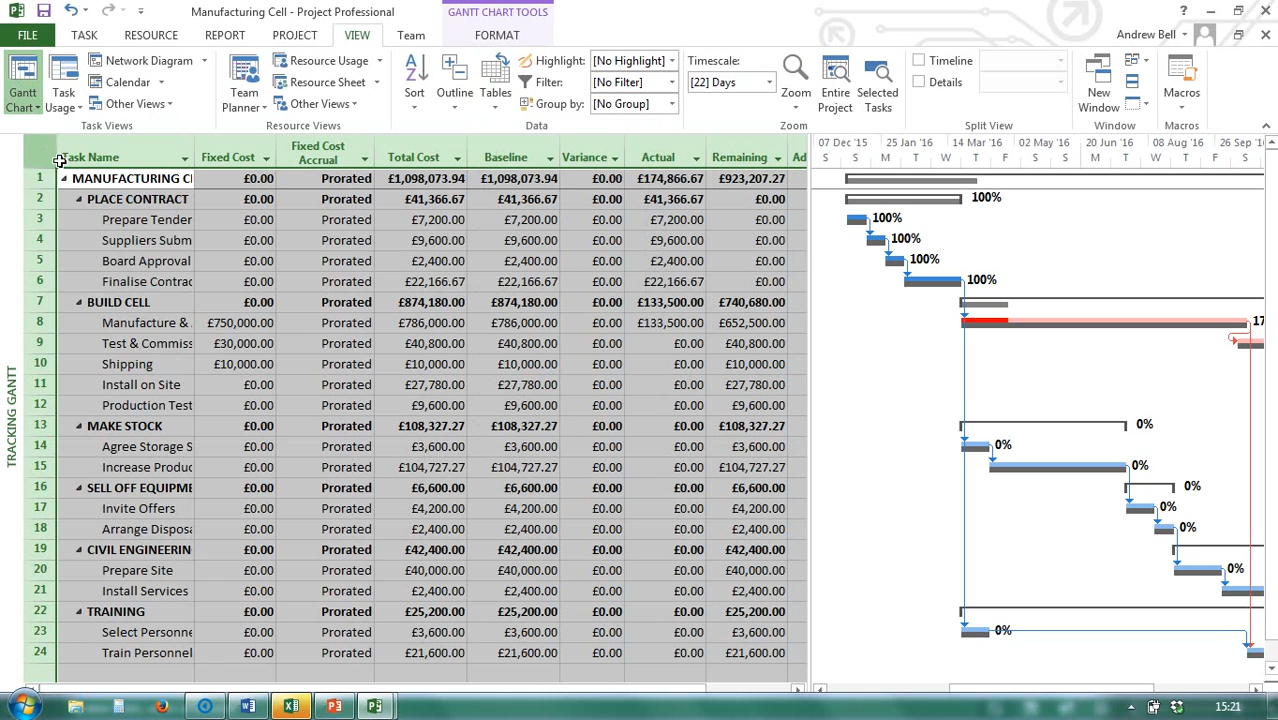 Manufacturing Cell - Project Professional
GANTT CHART TOOLS
FILE TASK RESOURCE REPORT PROJECT VIEW Team FORMAT Andrew Bell
Gantt Chart Task Usage Network Diagram Calendar Other Views Team Planner Resource Usage Resource Sheet Other Views Sort Outline Tables Highlight: [No Highlight] Filter: [No Filter] Group by: [No Group] Timescale: [22] Days Zoom Entire Project Selected Tasks Timeline Details New Window Macros
Task Views Resource Views Data Zoom Split View Window Macros
Task Name Fixed Cost Fixed Cost Accrual Total Cost Baseline Variance Actual Remaining Ad
07 Dec '15 25 Jan '16 14 Mar '16 02 May '16 20 Jun '16 08 Aug '16 26 Sep '16
S S M T W T F S S M T W T F S
1 MANUFACTURING CE £0.00 Prorated £1,098,073.94 £1,098,073.94 £0.00 £174,866.67 £923,207.27
2 PLACE CONTRACT £0.00 Prorated £41,366.67 £41,366.67 £0.00 £41,366.67 £0.00 100%
3 Prepare Tender £0.00 Prorated £7,200.00 £7,200.00 £0.00 £7,200.00 £0.00 100%
4 Suppliers Subm £0.00 Prorated £9,600.00 £9,600.00 £0.00 £9,600.00 £0.00 100%
5 Board Approva £0.00 Prorated £2,400.00 £2,400.00 £0.00 £2,400.00 £0.00 100%
6 Finalise Contrac £0.00 Prorated £22,166.67 £22,166.67 £0.00 £22,166.67 £0.00 100%
7 BUILD CELL £0.00 Prorated £874,180.00 £874,180.00 £0.00 £133,500.00 £740,680.00
8 Manufacture & £750,000.00 Prorated £786,000.00 £786,000.00 £0.00 £133,500.00 £652,500.00 17
9 Test & Commiss £30,000.00 Prorated £40,800.00 £40,800.00 £0.00 £0.00 £40,800.00
10 Shipping £10,000.00 Prorated £10,000.00 £10,000.00 £0.00 £0.00 £10,000.00
11 Install on Site £0.00 Prorated £27,780.00 £27,780.00 £0.00 £0.00 £27,780.00
12 Production Test £0.00 Prorated £9,600.00 £9,600.00 £0.00 £0.00 £9,600.00
13 MAKE STOCK £0.00 Prorated £108,327.27 £108,327.27 £0.00 £0.00 £108,327.27 0%
14 Agree Storage S £0.00 Prorated £3,600.00 £3,600.00 £0.00 £0.00 £3,600.00 0%
15 Increase Produc £0.00 Prorated £104,727.27 £104,727.27 £0.00 £0.00 £104,727.27 0%
16 SELL OFF EQUIPME £0.00 Prorated £6,600.00 £6,600.00 £0.00 £0.00 £6,600.00 0%
17 Invite Offers £0.00 Prorated £4,200.00 £4,200.00 £0.00 £0.00 £4,200.00 0%
18 Arrange Disposa £0.00 Prorated £2,400.00 £2,400.00 £0.00 £0.00 £2,400.00 0%
19 CIVIL ENGINEERIN £0.00 Prorated £42,400.00 £42,400.00 £0.00 £0.00 £42,400.00
20 Prepare Site £0.00 Prorated £40,000.00 £40,000.00 £0.00 £0.00 £40,000.00 0%
21 Install Services £0.00 Prorated £2,400.00 £2,400.00 £0.00 £0.00 £2,400.00
22 TRAINING £0.00 Prorated £25,200.00 £25,200.00 £0.00 £0.00 £25,200.00
23 Select Personne £0.00 Prorated £3,600.00 £3,600.00 £0.00 £0.00 £3,600.00 0%
24 Train Personnel £0.00 Prorated £21,600.00 £21,600.00 £0.00 £0.00 £21,600.00
TRACKING GANTT
15:21